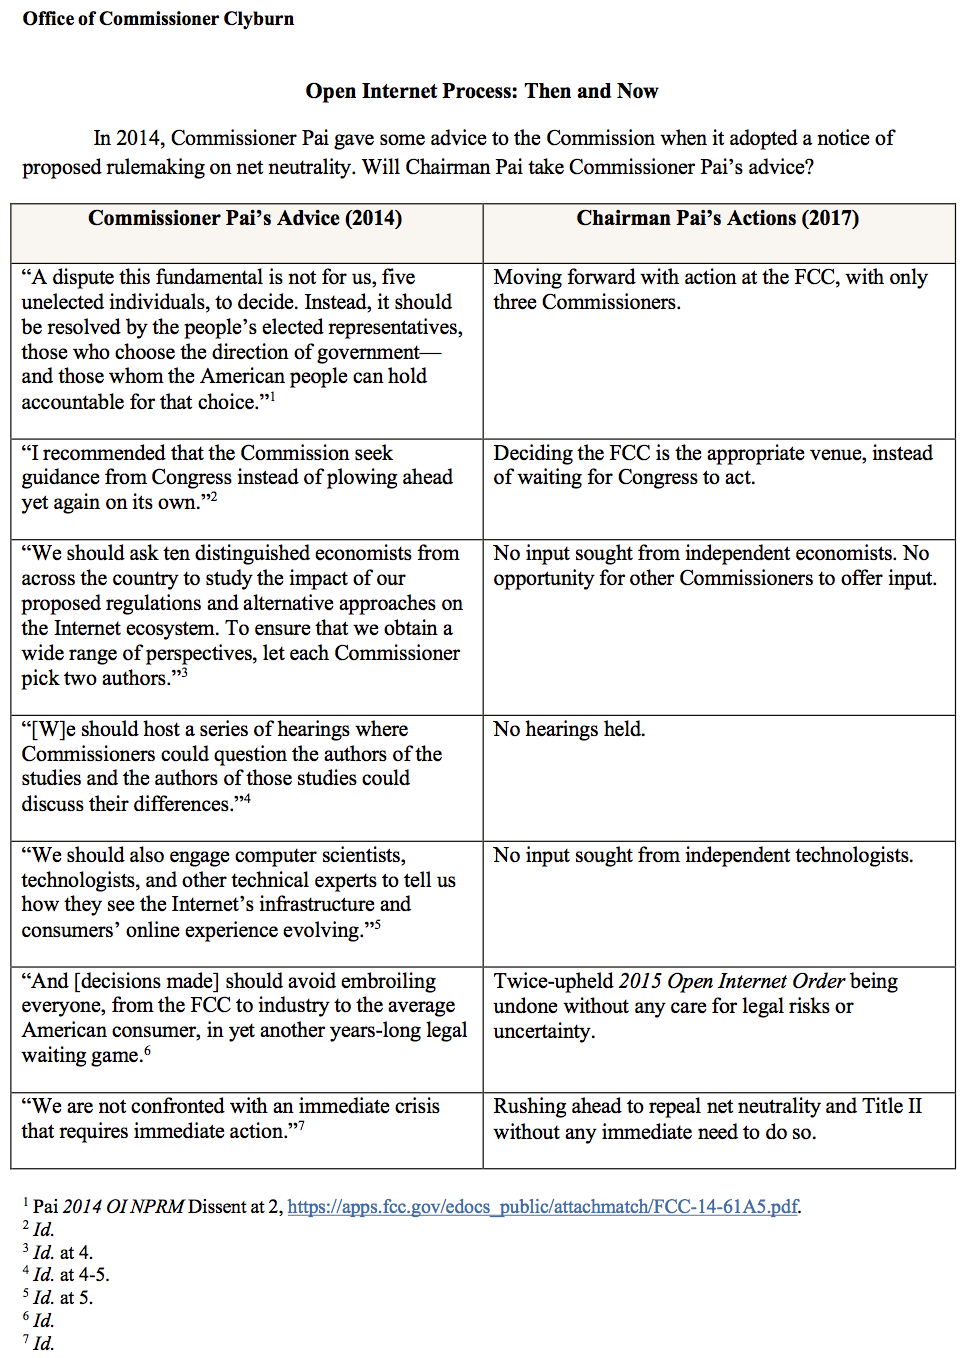 Office of Commissioner Clyburn
Open Internet Process: Then and Now
In 2014, Commissioner Pai gave some advice to the Commission when it adopted a notice of
proposed rulemaking on net neutrality. Will Chairman Pai take Commissioner Pai’s advice?
Commissioner Pai’s Advice (2014)
Chairman Pai’s Actions (2017)
“A dispute this fundamental is not for us, five
unelected individuals, to decide. Instead, it should
be resolved by the people’s elected representatives,
those who choose the direction of government—
and those whom the American people can hold
accountable for that choice.”1
Moving forward with action at the FCC, with only
three Commissioners.
“I recommended that the Commission seek
guidance from Congress instead of plowing ahead
yet again on its own.”2
Deciding the FCC is the appropriate venue, instead
of waiting for Congress to act.
“We should ask ten distinguished economists from
across the country to study the impact of our
proposed regulations and alternative approaches on
the Internet ecosystem. To ensure that we obtain a
wide range of perspectives, let each Commissioner
pick two authors.”3
No input sought from independent economists. No
opportunity for other Commissioners to offer input.
“[W]e should host a series of hearings where
Commissioners could question the authors of the
studies and the authors of those studies could
discuss their differences.”4
No hearings held.
“We should also engage computer scientists,
technologists, and other technical experts to tell us
how they see the Internet’s infrastructure and
consumers’ online experience evolving.”5
No input sought from independent technologists.
“And [decisions made] should avoid embroiling
everyone, from the FCC to industry to the average
American consumer, in yet another years-long legal
waiting game.6
Twice-upheld 2015 Open Internet Order being
undone without any care for legal risks or
uncertainty.
“We are not confronted with an immediate crisis
that requires immediate action.”7
Rushing ahead to repeal net neutrality and Title II
without any immediate need to do so.
1 Pai 2014 OI NPRM Dissent at 2, https://apps.fcc.gov/edocs_public/attachmatch/FCC-14-61A5.pdf.
2 Id.
3 Id. at 4.
4 Id. at 4-5.
5 Id. at 5.
6 Id.
7 Id.